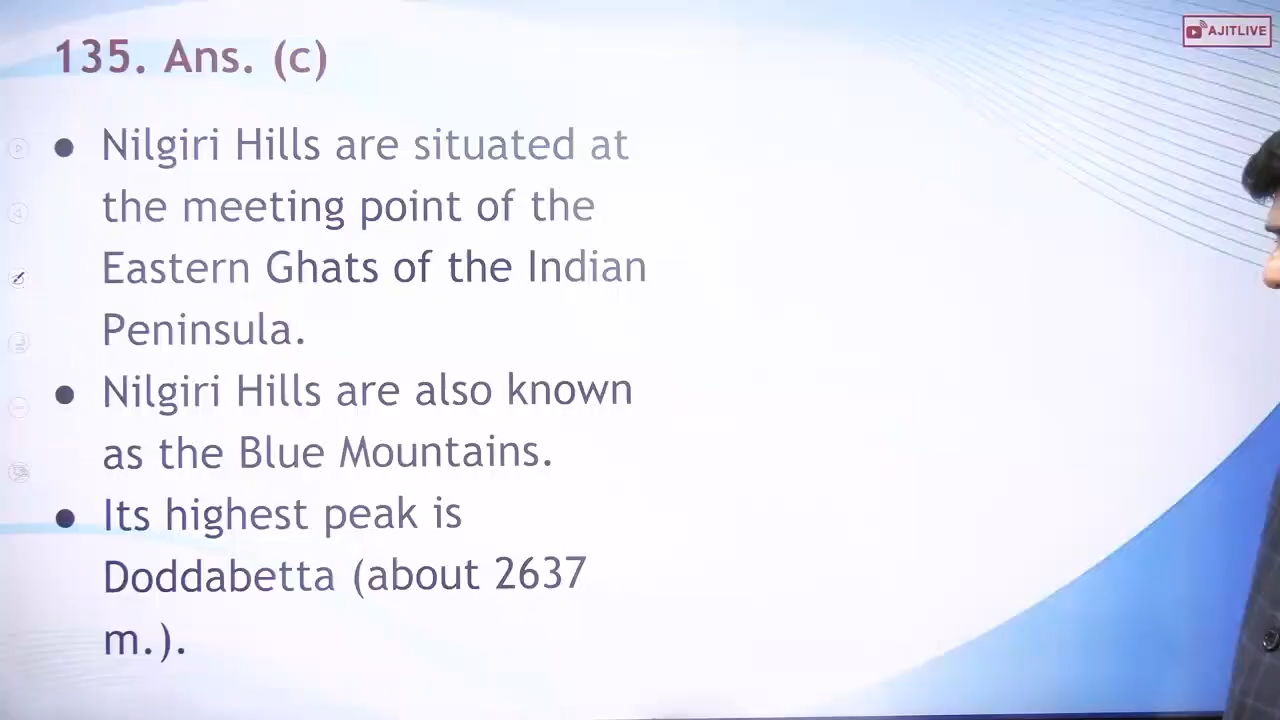 AJITLIVE
135. Ans. (c)
● Nilgiri Hills are situated at
the meeting point of the
Eastern Ghats of the Indian
Peninsula.
● Nilgiri Hills are also known
as the Blue Mountains.
● Its highest peak is
Doddabetta (about 2637
m.).